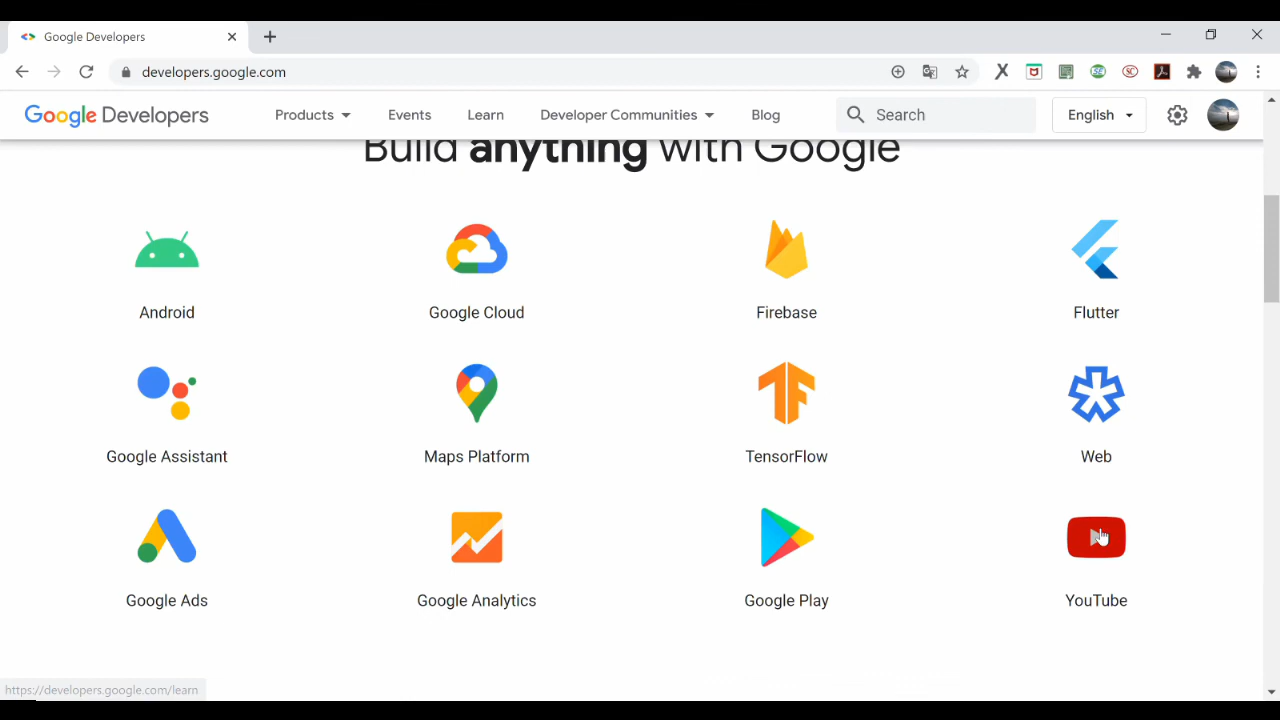 Google Developers
developers.google.com
Google Developers Products Events Learn Developer Communities Blog Search English
Build anything with Google
Android Google Cloud Firebase Flutter
Google Assistant Maps Platform TensorFlow Web
Google Ads Google Analytics Google Play YouTube
https://developers.google.com/learn